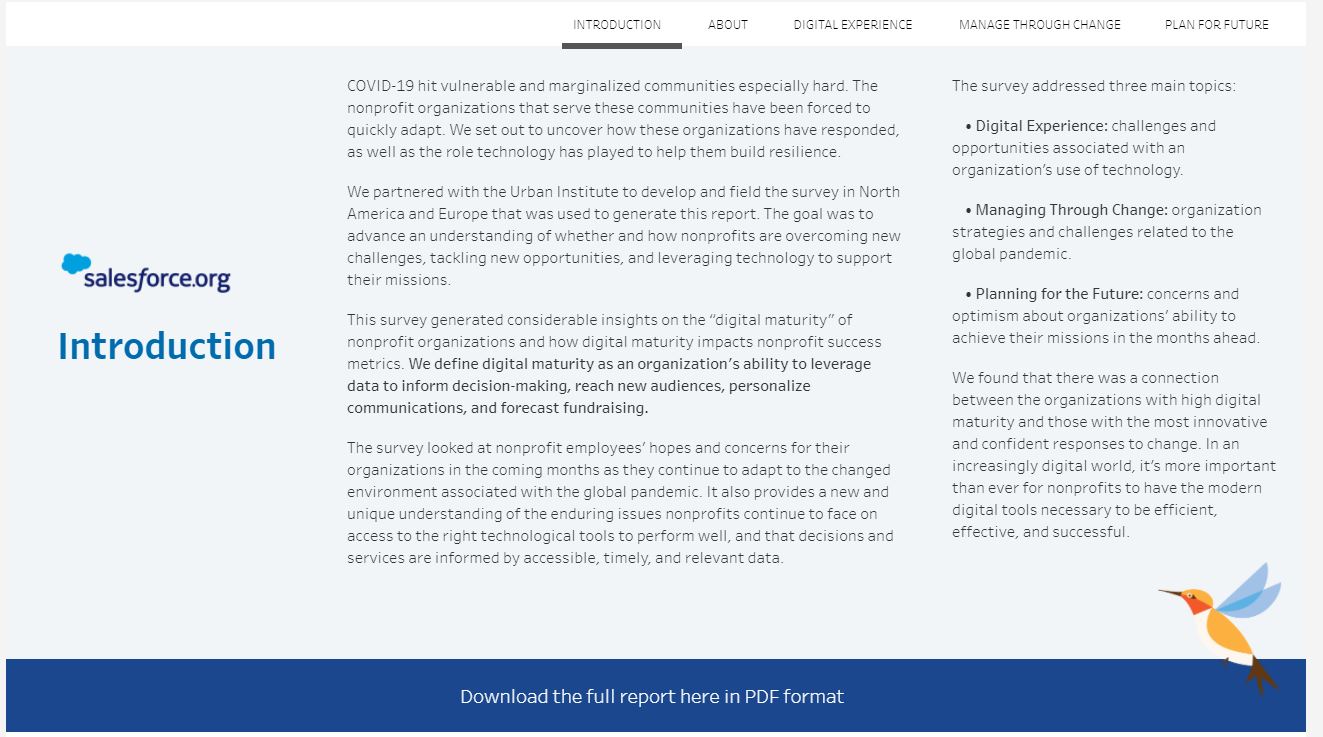 INTRODUCTION ABOUT DIGITAL EXPERIENCE MANAGE THROUGH CHANGE PLAN FOR FUTURE
salesforce.org
Introduction
COVID-19 hit vulnerable and marginalized communities especially hard. The
nonprofit organizations that serve these communities have been forced to
quickly adapt. We set out to uncover how these organizations have responded,
as well as the role technology has played to help them build resilience.
We partnered with the Urban Institute to develop and field the survey in North
America and Europe that was used to generate this report. The goal was to
advance an understanding of whether and how nonprofits are overcoming new
challenges, tackling new opportunities, and leveraging technology to support
their missions.
This survey generated considerable insights on the “digital maturity” of
nonprofit organizations and how digital maturity impacts nonprofit success
metrics. We define digital maturity as an organization’s ability to leverage
data to inform decision-making, reach new audiences, personalize
communications, and forecast fundraising.
The survey looked at nonprofit employees’ hopes and concerns for their
organizations in the coming months as they continue to adapt to the changed
environment associated with the global pandemic. It also provides a new and
unique understanding of the enduring issues nonprofits continue to face on
access to the right technological tools to perform well, and that decisions and
services are informed by accessible, timely, and relevant data.
The survey addressed three main topics:
• Digital Experience: challenges and
opportunities associated with an
organization’s use of technology.
• Managing Through Change: organization
strategies and challenges related to the
global pandemic.
• Planning for the Future: concerns and
optimism about organizations’ ability to
achieve their missions in the months ahead.
We found that there was a connection
between the organizations with high digital
maturity and those with the most innovative
and confident responses to change. In an
increasingly digital world, it’s more important
than ever for nonprofits to have the modern
digital tools necessary to be efficient,
effective, and successful.
Download the full report here in PDF format